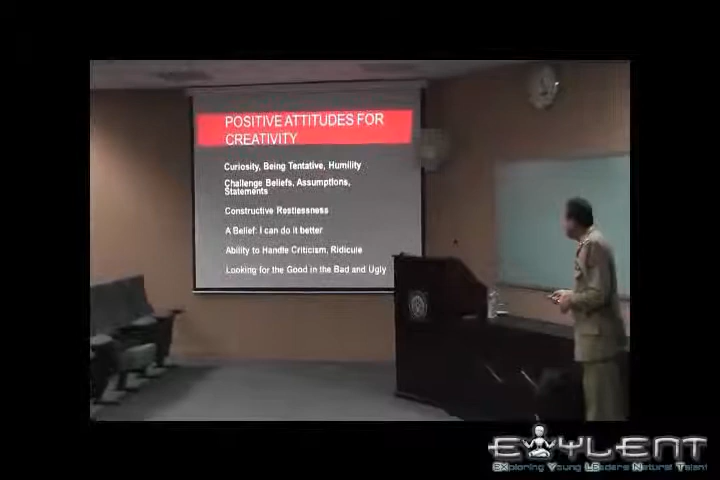 POSITIVE ATTITUDES FOR
CREATIVITY
Curiosity, Being Tentative, Humility
Challenge Beliefs, Assumptions,
Statements
Constructive Restlessness
A Belief: I can do it better
Ability to Handle Criticism, Ridicule
Looking for the Good in the Bad and Ugly
EXYLENT
EXploring Young LEaders Natural Talent